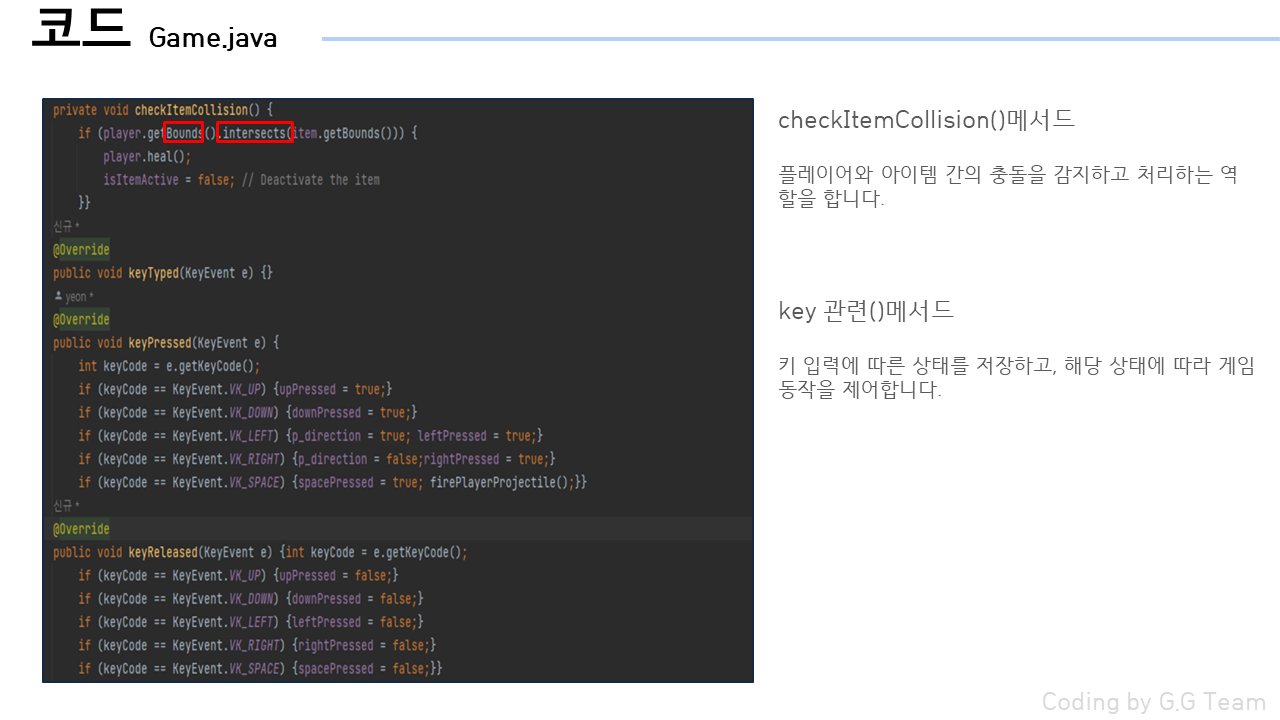 코드 Game.java
private void checkItemCollision() {
if (player.getBounds().intersects(item.getBounds())) {
player.heal();
isItemActive = false; // Deactivate the item
}}
신규 *
@Override
public void keyTyped(KeyEvent e) {}
yeon *
@Override
public void keyPressed(KeyEvent e) {
int keyCode = e.getKeyCode();
if (keyCode == KeyEvent.VK_UP) {upPressed = true;}
if (keyCode == KeyEvent.VK_DOWN) {downPressed = true;}
if (keyCode == KeyEvent.VK_LEFT) {p_direction = true; leftPressed = true;}
if (keyCode == KeyEvent.VK_RIGHT) {p_direction = false;rightPressed = true;}
if (keyCode == KeyEvent.VK_SPACE) {spacePressed = true; firePlayerProjectile();}}
신규 *
@Override
public void keyReleased(KeyEvent e) {int keyCode = e.getKeyCode();
if (keyCode == KeyEvent.VK_UP) {upPressed = false;}
if (keyCode == KeyEvent.VK_DOWN) {downPressed = false;}
if (keyCode == KeyEvent.VK_LEFT) {leftPressed = false;}
if (keyCode == KeyEvent.VK_RIGHT) {rightPressed = false;}
if (keyCode == KeyEvent.VK_SPACE) {spacePressed = false;}}
checkItemCollision()메서드
플레이어와 아이템 간의 충돌을 감지하고 처리하는 역
할을 합니다.
key 관련()메서드
키 입력에 따른 상태를 저장하고, 해당 상태에 따라 게임
동작을 제어합니다.
Coding by G.G Team